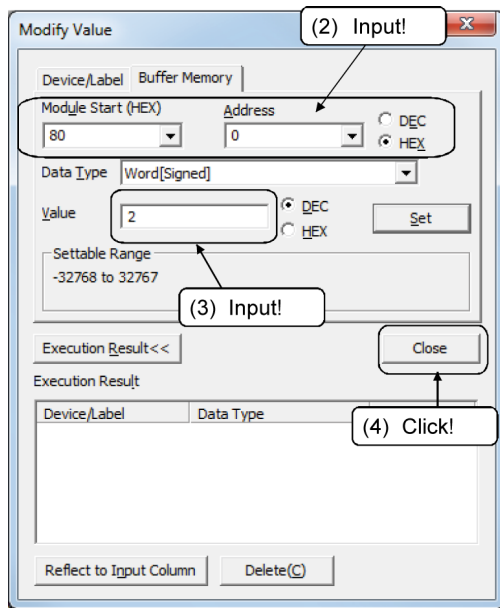 Modify Value
(2) Input!
X
Device/Label Buffer Memory
Module Start (HEX) Address
DEC
80 0 HEX
Data Type Word[Signed]
Value 2 DEC Set
HEX
Settable Range
-32768 to 32767
(3) Input!
Execution Result<< Close
Execution Result
Device/Label Data Type
(4) Click!
Reflect to Input Column Delete(C)